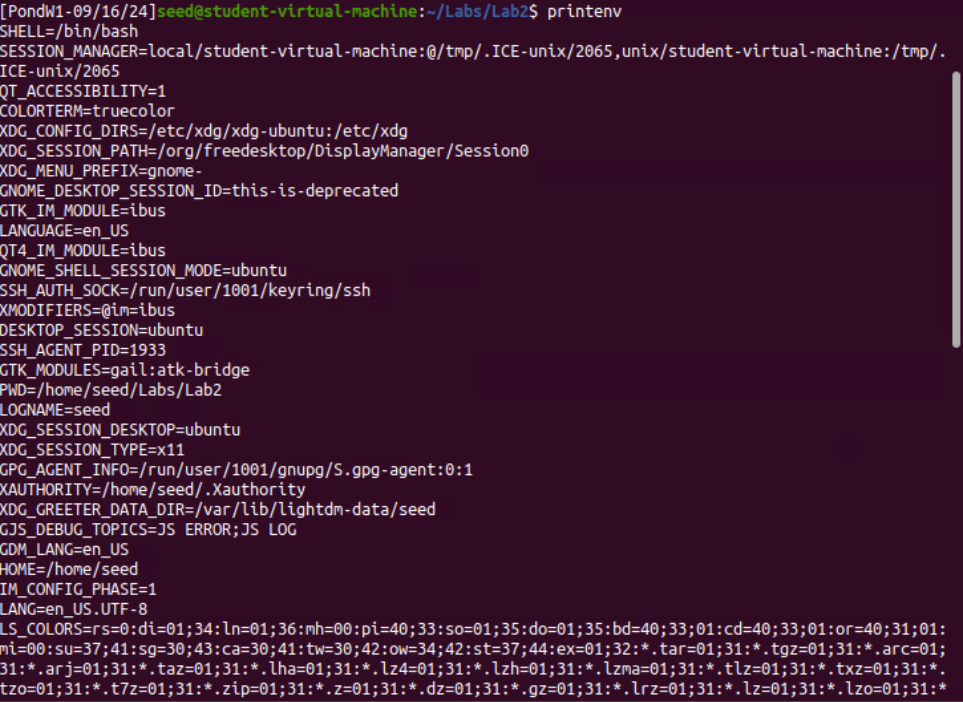 [PondW1-09/16/24]seed@student-virtual-machine:~/Labs/Lab2$ printenv
SHELL=/bin/bash
SESSION_MANAGER=local/student-virtual-machine:@/tmp/.ICE-unix/2065,unix/student-virtual-machine:/tmp/.
ICE-unix/2065
QT_ACCESSIBILITY=1
COLORTERM=truecolor
XDG_CONFIG_DIRS=/etc/xdg/xdg-ubuntu:/etc/xdg
XDG_SESSION_PATH=/org/freedesktop/DisplayManager/Session0
XDG_MENU_PREFIX=gnome-
GNOME_DESKTOP_SESSION_ID=this-is-deprecated
GTK_IM_MODULE=ibus
LANGUAGE=en_US
QT4_IM_MODULE=ibus
GNOME_SHELL_SESSION_MODE=ubuntu
SSH_AUTH_SOCK=/run/user/1001/keyring/ssh
XMODIFIERS=@im=ibus
DESKTOP_SESSION=ubuntu
SSH_AGENT_PID=1933
GTK_MODULES=gail:atk-bridge
PWD=/home/seed/Labs/Lab2
LOGNAME=seed
XDG_SESSION_DESKTOP=ubuntu
XDG_SESSION_TYPE=x11
GPG_AGENT_INFO=/run/user/1001/gnupg/S.gpg-agent:0:1
XAUTHORITY=/home/seed/.Xauthority
XDG_GREETER_DATA_DIR=/var/lib/lightdm-data/seed
GJS_DEBUG_TOPICS=JS ERROR;JS LOG
GDM_LANG=en_US
HOME=/home/seed
IM_CONFIG_PHASE=1
LANG=en_US.UTF-8
LS_COLORS=rs=0:di=01;34:ln=01;36:mh=00:pi=40;33:so=01;35:do=01;35:bd=40;33;01:cd=40;33;01:or=40;31;01:
mi=00:su=37;41:sg=30;43:ca=30;41:tw=30;42:ow=34;42:st=37;44:ex=01;32:*.tar=01;31:*.tgz=01;31:*.arc=01;
31:*.arj=01;31:*.taz=01;31:*.lha=01;31:*.lz4=01;31:*.lzh=01;31:*.lzma=01;31:*.tlz=01;31:*.txz=01;31:*.
tzo=01;31:*.t7z=01;31:*.zip=01;31:*.z=01;31:*.dz=01;31:*.gz=01;31:*.lrz=01;31:*.lz=01;31:*.lzo=01;31:*